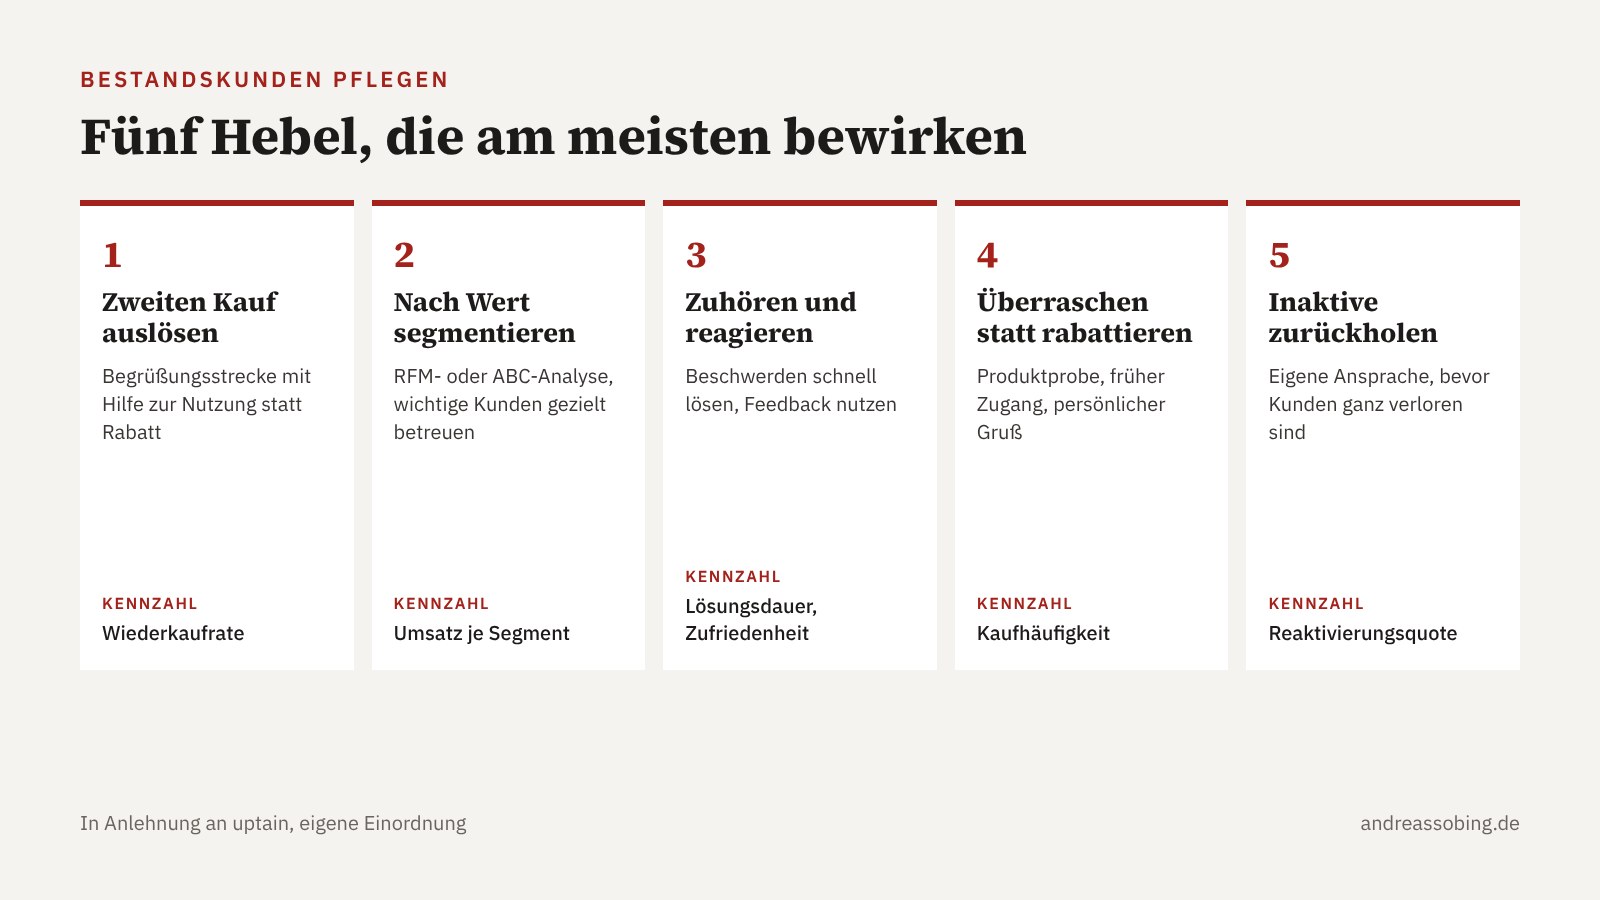 BESTANDSKUNDEN PFLEGEN
Fünf Hebel, die am meisten bewirken
1
Zweiten Kauf
auslösen
Begrüßungsstrecke mit
Hilfe zur Nutzung statt
Rabatt
KENNZAHL
Wiederkaufrate
2
Nach Wert
segmentieren
RFM- oder ABC-Analyse,
wichtige Kunden gezielt
betreuen
KENNZAHL
Umsatz je Segment
3
Zuhören und
reagieren
Beschwerden schnell
lösen, Feedback nutzen
KENNZAHL
Lösungsdauer,
Zufriedenheit
4
Überraschen
statt rabattieren
Produktprobe, früher
Zugang, persönlicher
Gruß
KENNZAHL
Kaufhäufigkeit
5
Inaktive
zurückholen
Eigene Ansprache, bevor
Kunden ganz verloren
sind
KENNZAHL
Reaktivierungsquote
In Anlehnung an uptain, eigene Einordnung
andreassobing.de